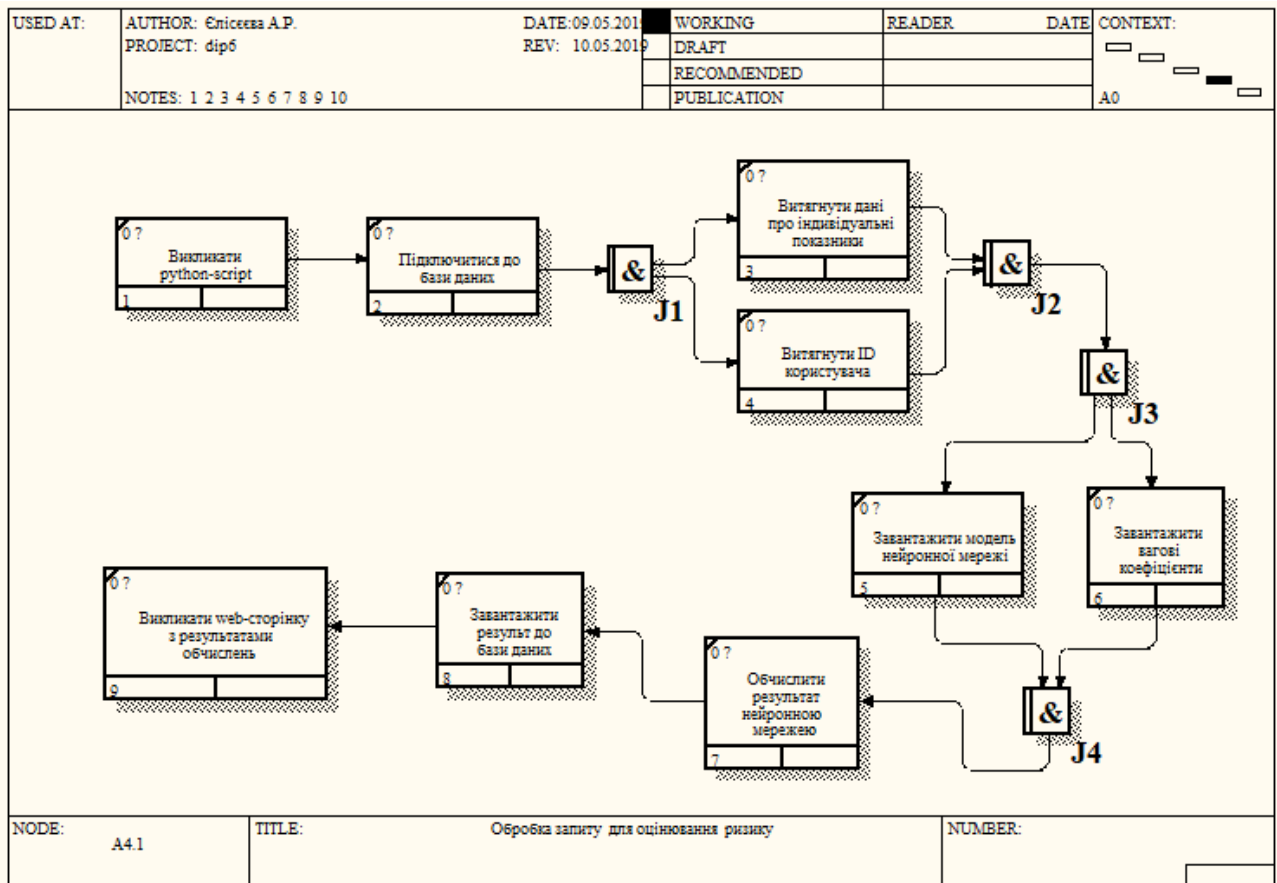 USED AT:
AUTHOR: Єлісєєва А.Р.
DATE:09.05.2019
PROJECT: dip6
REV: 10.05.2019
NOTES: 1 2 3 4 5 6 7 8 9 10
WORKING
DRAFT
RECOMMENDED
PUBLICATION
READER
DATE
CONTEXT:
A0
0 ?
Викликати
python-script
1
0 ?
Підключитися до
бази даних
2
&
J1
0 ?
Витягнути дані
про індивідуальні
показники
3
0 ?
Витягнути ID
користувача
4
&
J2
&
J3
0 ?
Завантажити модель
нейронної мережі
5
0 ?
Завантажити
вагові
коефіцієнти
6
&
J4
0 ?
Обчислити
результат
нейронною
мережею
7
0 ?
Завантажити
результ до
бази даних
8
0 ?
Викликати web-сторінку
з результатами
обчислень
9
NODE:
A4.1
TITLE:
Обробка запиту для оцінювання ризику
NUMBER: